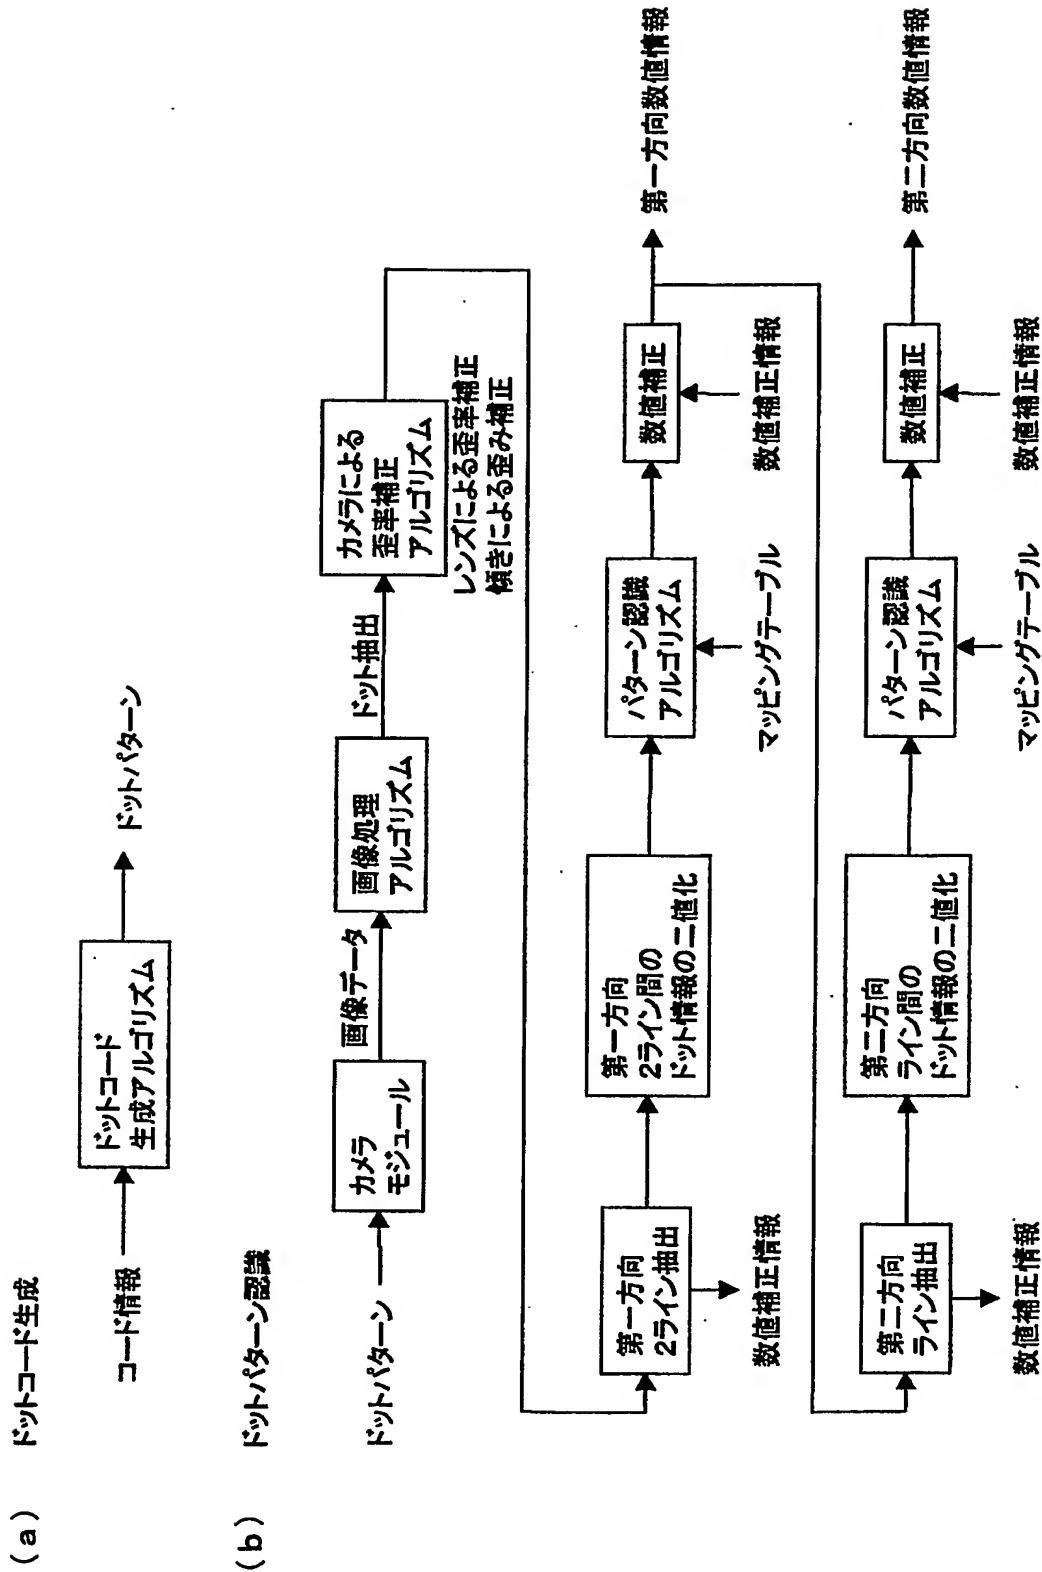 (a) ドットコード生成
コード情報
ドットコード
生成アルゴリズム
ドットパターン
(b) ドットパターン認識
ドットパターン
カメラ
モジュール
画像データ
画像処理
アルゴリズム
ドット抽出
カメラによる
歪率補正
アルゴリズム
レンズによる歪率補正
傾きによる歪み補正
第一方向
2ライン抽出
数値補正情報
第一方向
2ライン間の
ドット情報の二値化
パターン認識
アルゴリズム
マッピングテーブル
数値補正
数値補正情報
第一方向数値情報
第二方向
ライン抽出
数値補正情報
第二方向
ライン間の
ドット情報の二値化
パターン認識
アルゴリズム
マッピングテーブル
数値補正
数値補正情報
第二方向数値情報